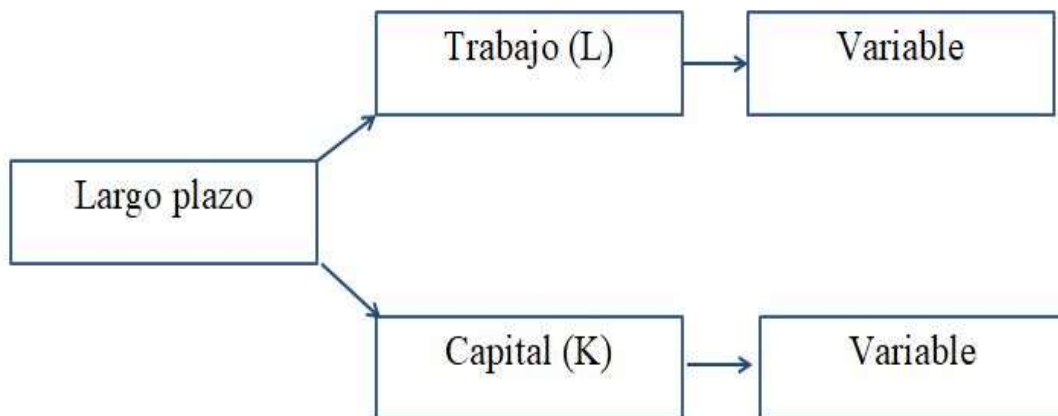 Trabajo (L)
Variable
Largo plazo
Capital (K)
Variable